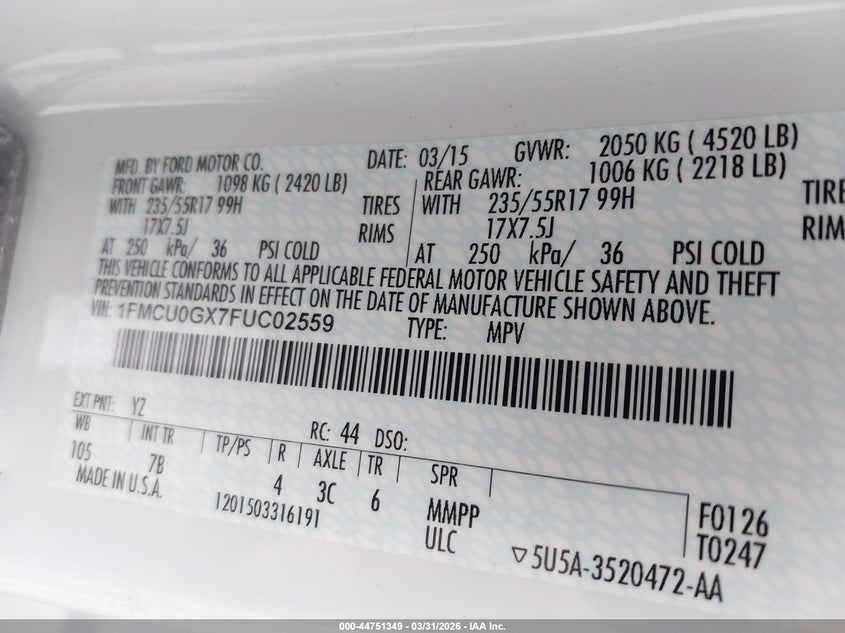 MFD. BY FORD MOTOR CO. DATE: 03/15 GVWR: 2050 KG ( 4520 LB)
FRONT GAWR: 1098 KG ( 2420 LB) REAR GAWR: 1006 KG ( 2218 LB)
WITH 235/55R17 99H TIRES WITH 235/55R17 99H TIRE
17X7.5J RIMS 17X7.5J RIM
AT 250 kPa/ 36 PSI COLD AT 250 kPa/ 36 PSI COLD
THIS VEHICLE CONFORMS TO ALL APPLICABLE FEDERAL MOTOR VEHICLE SAFETY AND THEFT
PREVENTION STANDARDS IN EFFECT ON THE DATE OF MANUFACTURE SHOWN ABOVE.
VIN: 1FMCU0GX7FUC02559 TYPE: MPV
EXT PNT: YZ RC: 44 DSO:
WB INT TR TP/PS R AXLE TR SPR
105 7B 4 3C 6 MMPP F0126
MADE IN U.S.A. 1201503316191 ULC T0247
▽5U5A-3520472-AA
000-44751349 - 03/31/2026 - IAA Inc.